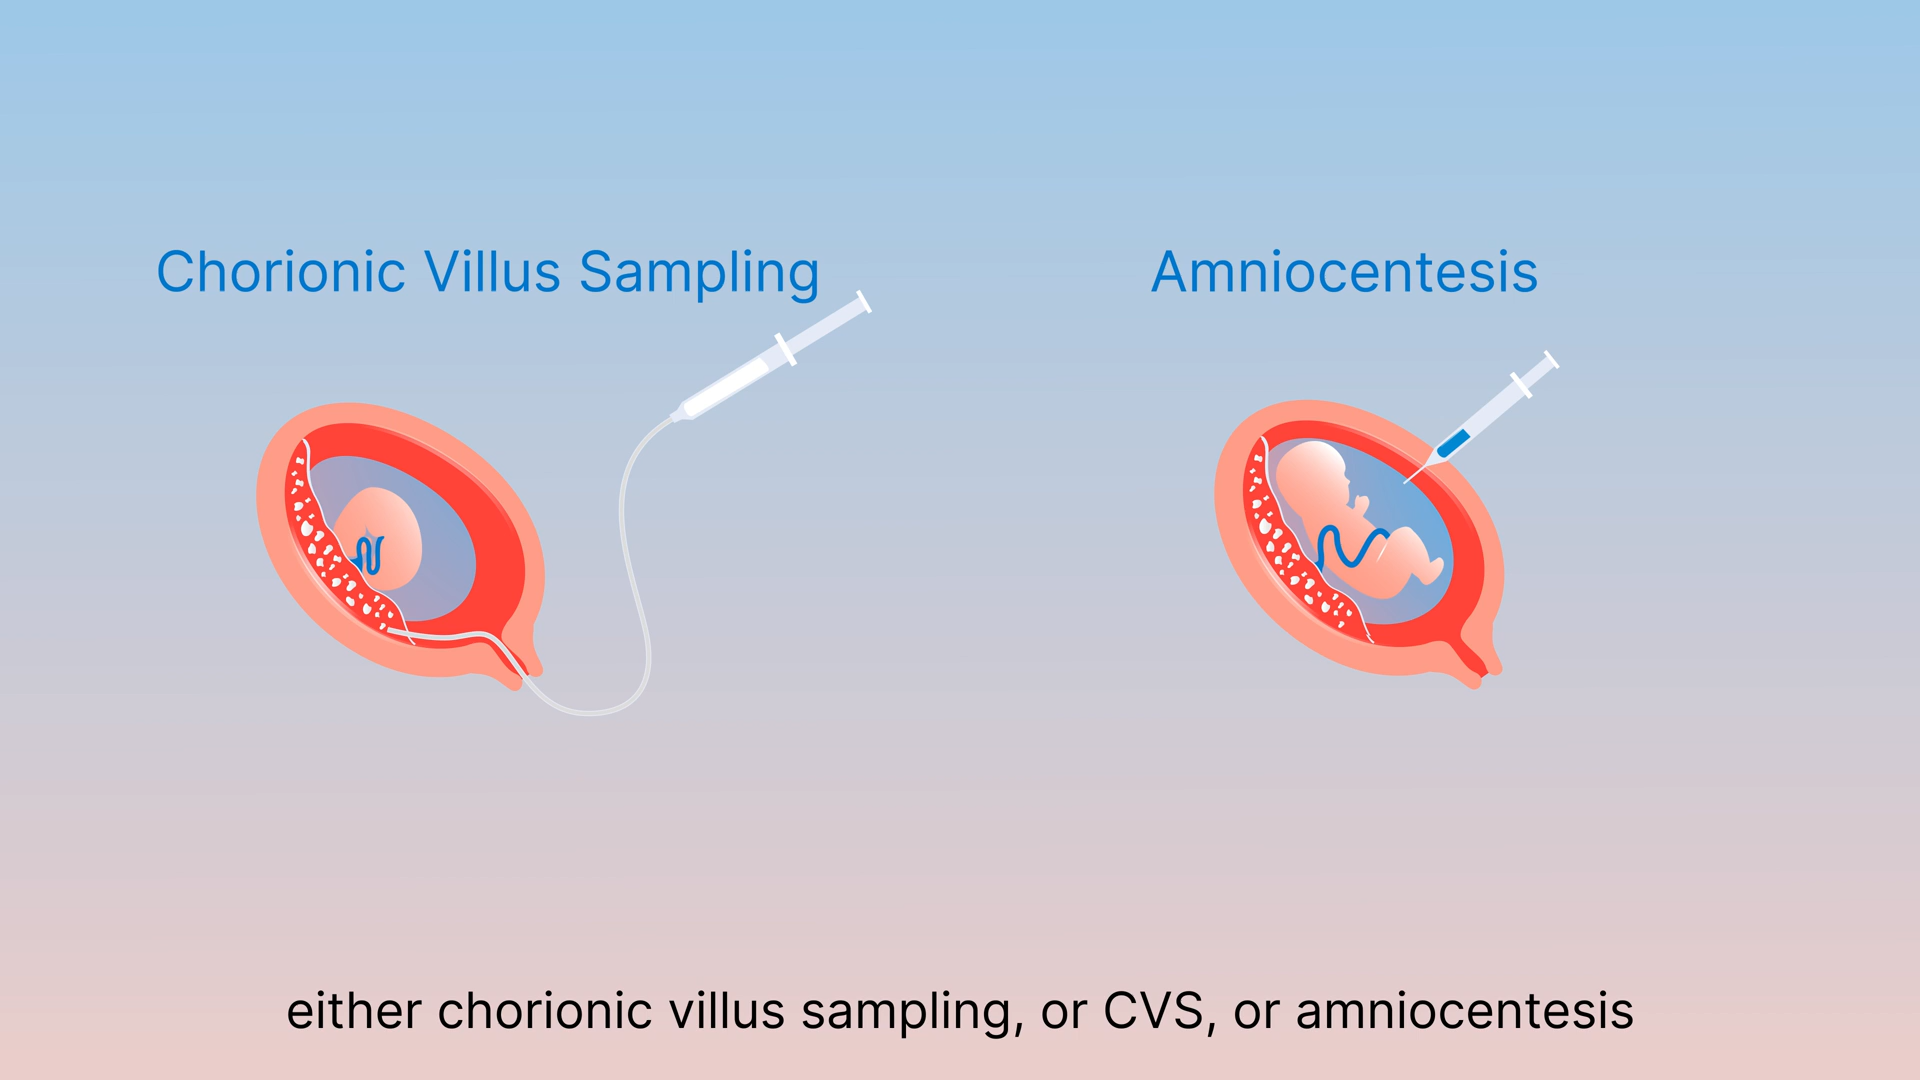 Chorionic Villus Sampling
Amniocentesis
either chorionic villus sampling, or CVS, or amniocentesis